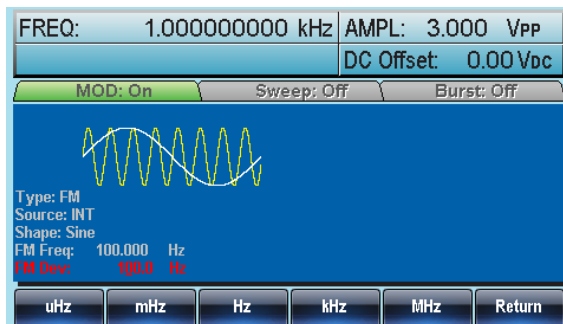 FREQ: 1.000000000 kHz AMPL: 3.000 VPP
DC Offset: 0.00 VDC
MOD: On Sweep: Off Burst: Off
Type: FM
Source: INT
Shape: Sine
FM Freq: 100.000 Hz
FM Dev: 100.0 Hz
uHz mHz Hz kHz MHz Return